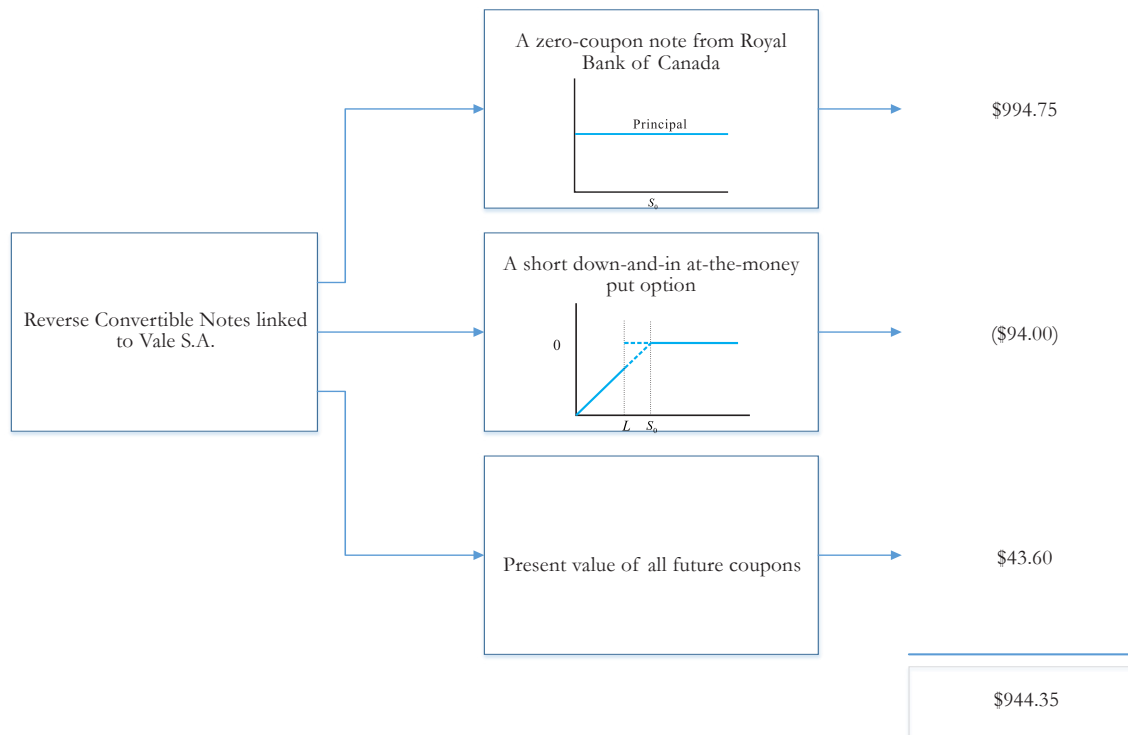 A zero-coupon note from Royal
Bank of Canada
Principal
S₀
$994.75
Reverse Convertible Notes linked
to Vale S.A.
A short down-and-in at-the-money
put option
0
L S₀
($94.00)
Present value of all future coupons
$43.60
$944.35